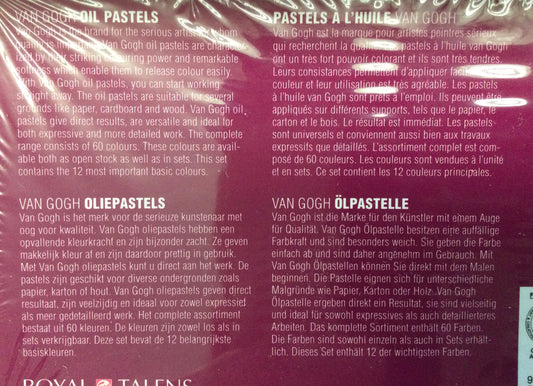 VAN GOGH OIL PASTELS
Van Gogh is the brand for the serious artist to whom
quality is important. Van Gogh oil pastels are character-
ized by their striking colouring power and remarkable
softness which enable them to release colour easily.
With Van Gogh oil pastels, you can start working
straight away. The oil pastels are suitable for several
grounds like paper, cardboard and wood. Van Gogh oil
pastels give direct results, are versatile and ideal for
both expressive and more detailed work. The complete
range consists of 60 colours. These colours are avail-
able both as open stock as well as in sets. This set
contains the 12 most important basic colours.
PASTELS À L'HUILE VAN GOGH
Van Gogh est la marque pour artistes peintres sérieux
qui recherchent la qualité. Les pastels à l'huile van Gogh
ont un très fort pouvoir colorant et ils sont très tendres.
Leurs consistances permettent d'appliquer facilement la
couleur et leur utilisation est très agréable. Les pastels
à l'huile van Gogh sont prêts à l'emploi. Ils peuvent être
appliqués sur différents supports, tels que le papier, le
carton et le bois. Le résultat est immédiat. Les pastels-
sont universels et conviennent aussi bien aux travaux
expressifs que détaillés. L'assortiment complet est com-
posé de 60 couleurs. Les couleurs sont vendues à l'unité
et en sets. Ce set contient les 12 couleurs principales.
VAN GOGH OLIEPASTELS
Van Gogh is het merk voor de serieuze kunstenaar met
oog voor kwaliteit. Van Gogh oliepastels hebben een
opvallende kleurkracht en zijn bijzonder zacht. Ze geven
makkelijk kleur af en zijn daardoor prettig in gebruik.
Met Van Gogh oliepastels kunt u direct aan het werk. De
pastels zijn geschikt voor diverse ondergronden zoals
papier, karton of hout. Van Gogh oliepastels geven direct
resultaat, zijn veelzijdig en ideaal voor zowel expressief
als meer gedetailleerd werk. Het complete assortiment
bestaat uit 60 kleuren. De kleuren zijn zowel los als in
sets verkrijgbaar. Deze set bevat de 12 belangrijkste
basiskleuren.
VAN GOGH ÖLPASTELLE
Van Gogh ist die Marke für den Künstler mit einem Auge
für Qualität. Van Gogh Ölpastelle besitzen eine auffällige
Farbkraft und sind besonders weich. Sie geben die Farbe
einfach ab und sind daher angenehm im Gebrauch. Mit
Van Gogh Ölpastellen können Sie direkt mit dem Malen
beginnen. Die Pastelle eignen sich für unterschiedliche
Malgründe wie Papier, Karton oder Holz. Van Gogh
Ölpastelle ergeben direkt ein Resultat, sie sind vielseitig
und ideal für sowohl expressives als auch detaillierteres
Arbeiten. Das komplette Sortiment enthält 60 Farben.
Die Farben sind sowohl einzeln als auch in Sets erhält-
lich. Dieses Set enthält 12 der wichtigsten Farben.
ROYAL TALENS